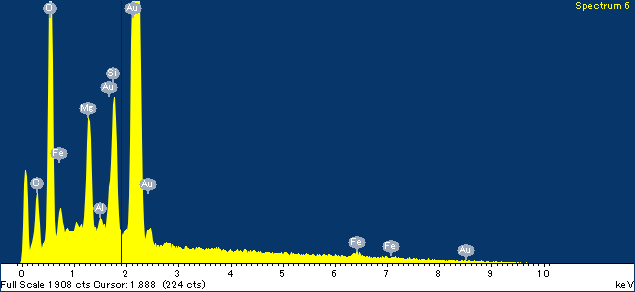 Spectrum 6
O Au
Si
Au
Mg
Fe
C Au
Al
Fe Fe Au
0 1 2 3 4 5 6 7 8 9 10
Full Scale 1908 cts Cursor: 1.888 (224 cts) keV